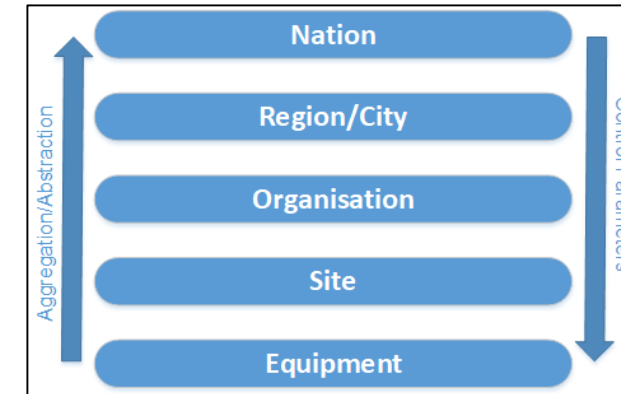 Nation
Region/City
Organisation
Site
Equipment
Aggregation/Abstraction